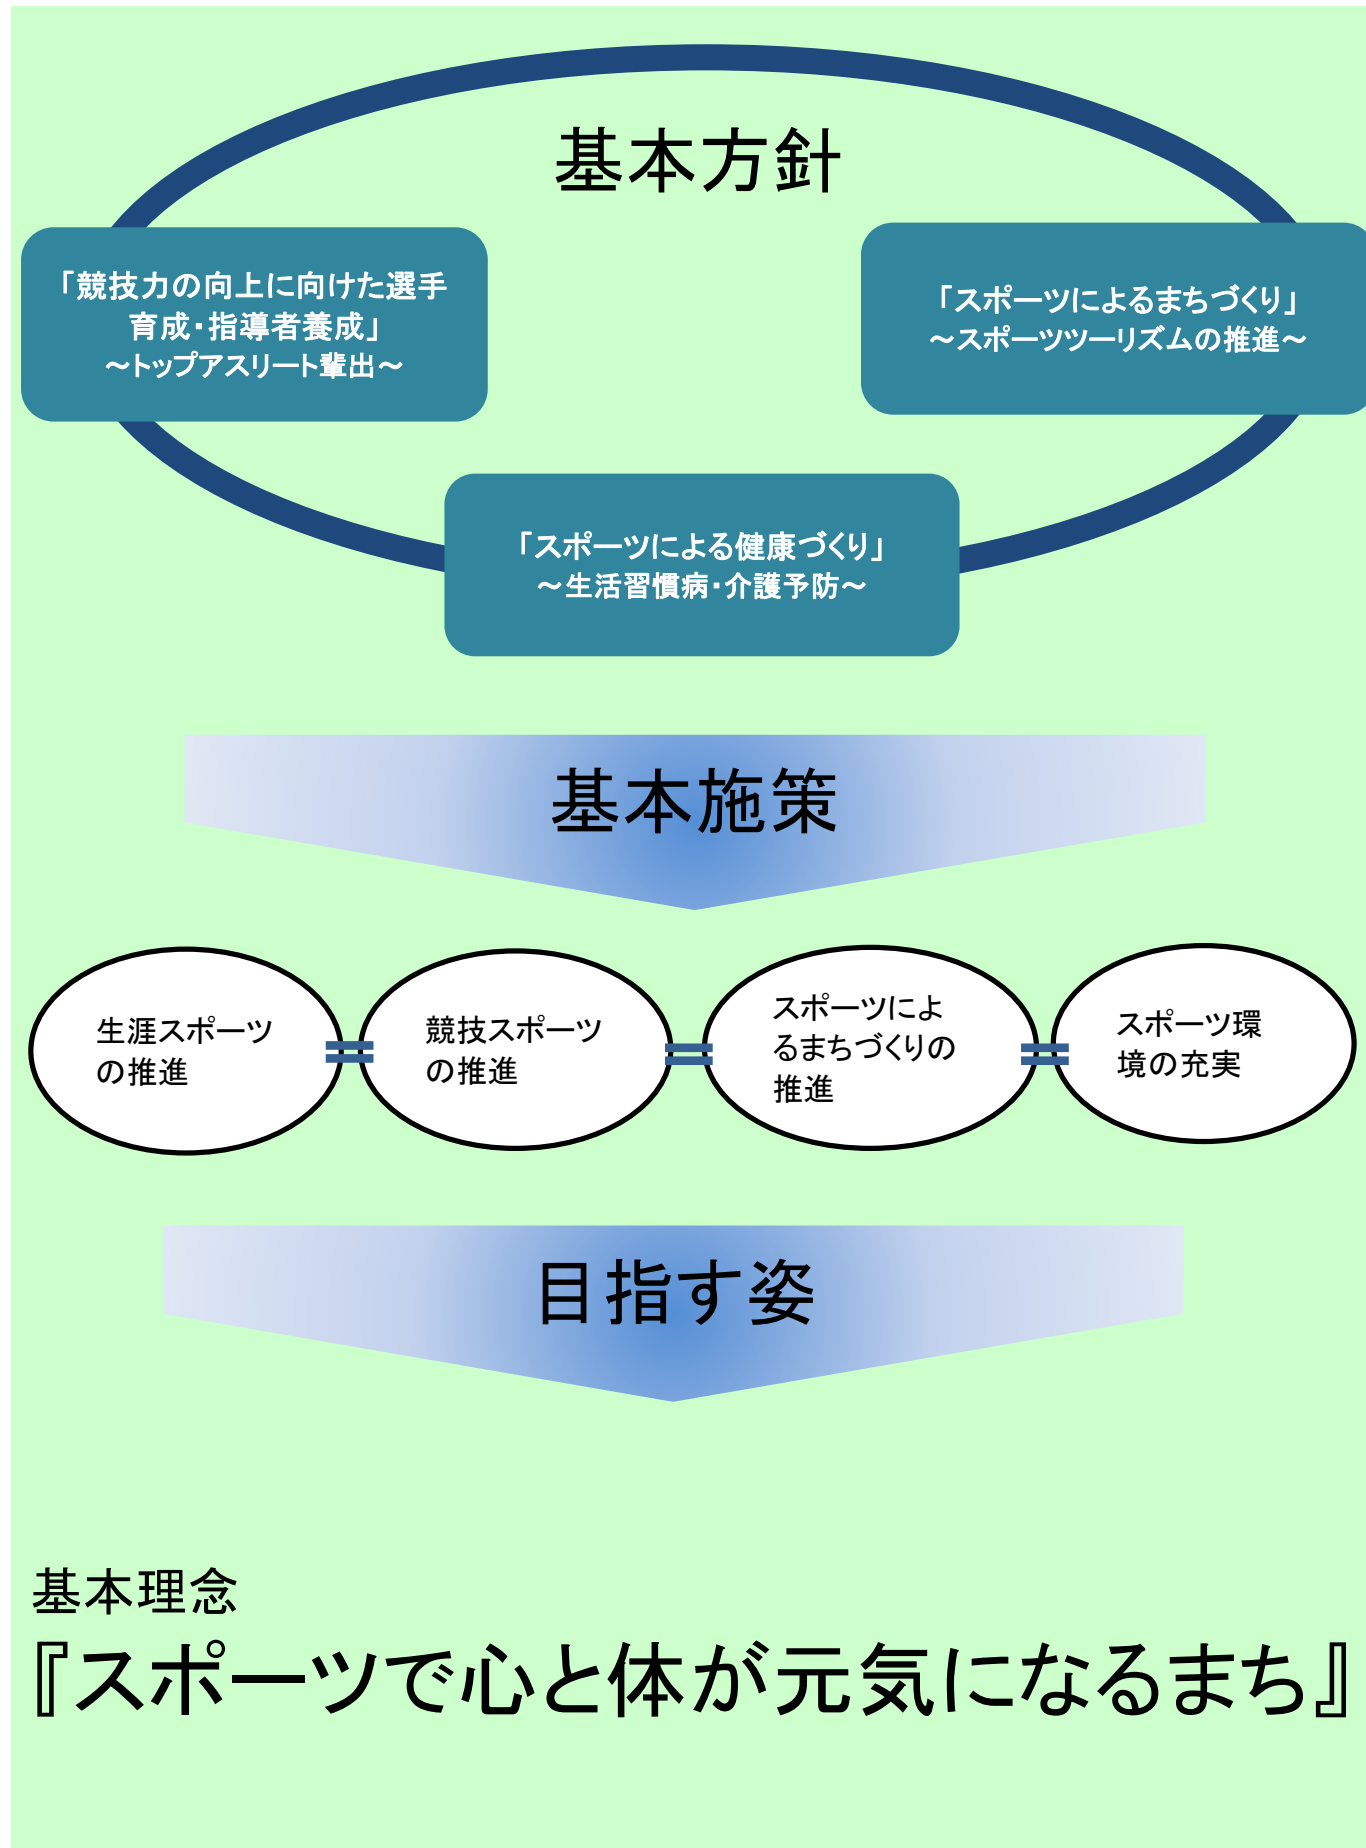 基本方針
「競技力の向上に向けた選手
育成・指導者養成」
～トップアスリート輩出～
「スポーツによるまちづくり」
～スポーツツーリズムの推進～
「スポーツによる健康づくり」
～生活習慣病・介護予防～
基本施策
生涯スポーツ
の推進
競技スポーツ
の推進
スポーツによ
るまちづくりの
推進
スポーツ環
境の充実
目指す姿
基本理念
『スポーツで心と体が元気になるまち』